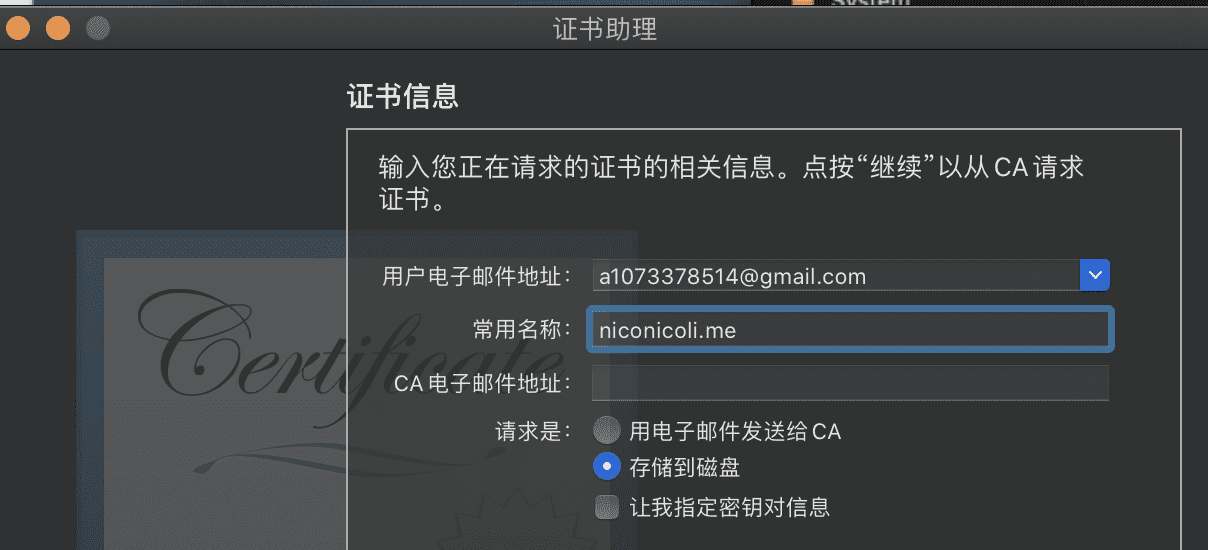 System
证书助理
证书信息
输入您正在请求的证书的相关信息。点按“继续”以从 CA 请求
证书。
用户电子邮件地址： a1073378514@gmail.com
常用名称： niconicoli.me
CA 电子邮件地址：
请求是： 用电子邮件发送给 CA
存储到磁盘
让我指定密钥对信息
Certificate